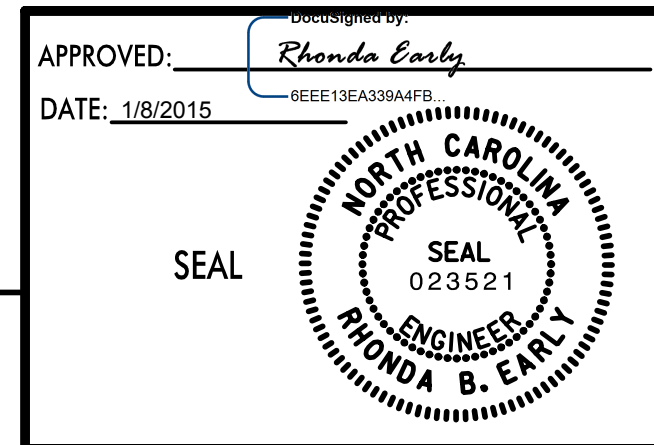 DocuSigned by:
APPROVED: Rhonda Early
6EEE13EA339A4FB...
DATE: 1/8/2015
SEAL
NORTH CAROLINA
PROFESSIONAL
SEAL
023521
ENGINEER
RHONDA B. EARLY